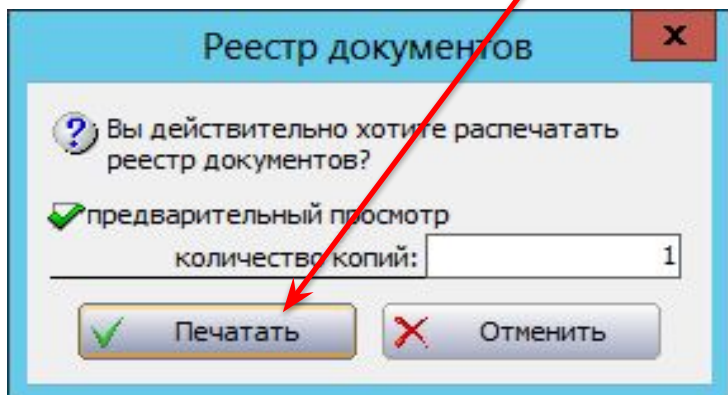 Реестр документов
Вы действительно хотите распечатать
реестр документов?
предварительный просмотр
количество копий: 1
Печатать Отменить